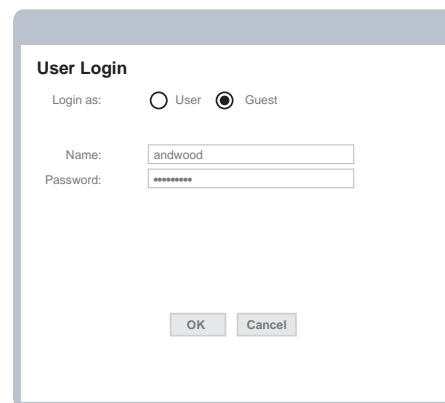 User Login
Login as: User Guest
Name: andwood
Password: •••••••••
OK Cancel